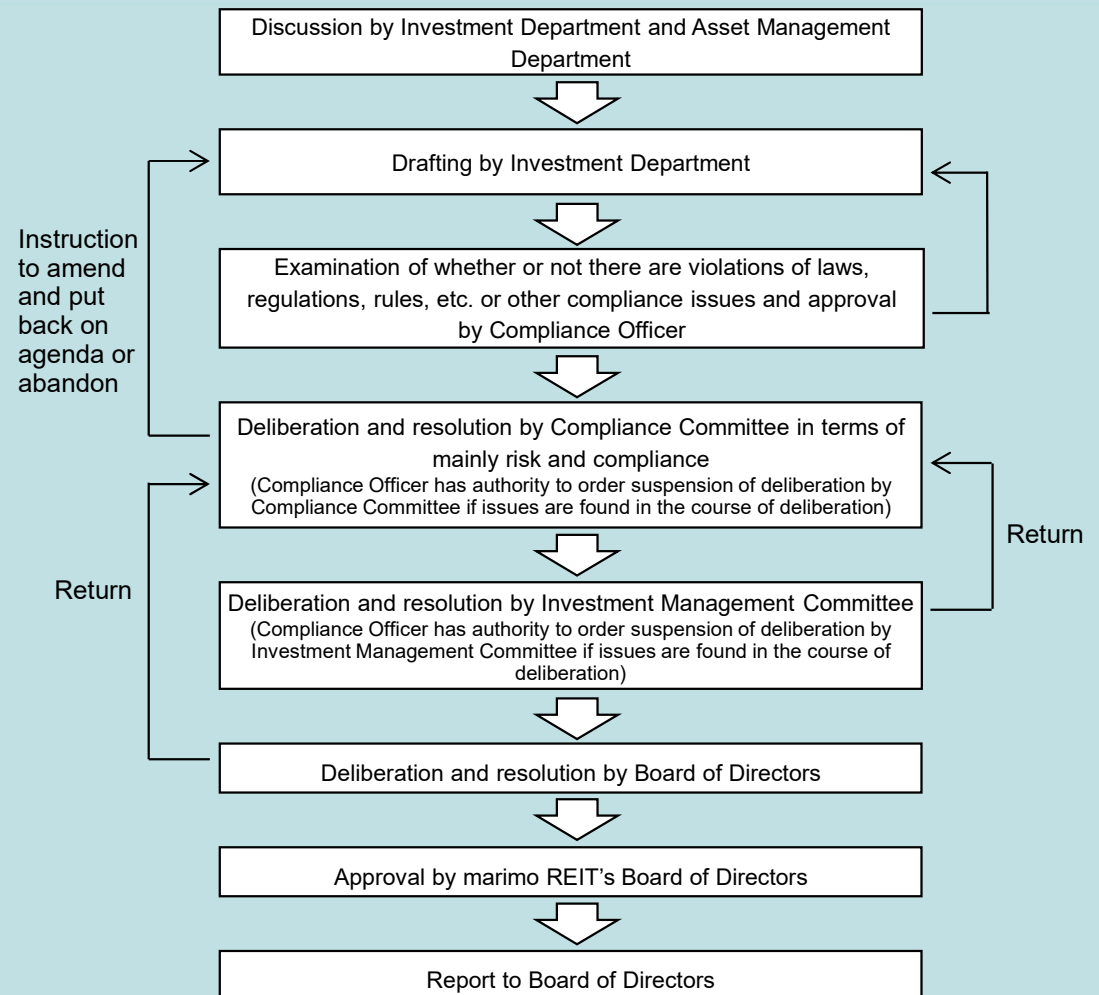 Discussion by Investment Department and Asset Management
Department
Drafting by Investment Department
Instruction
to amend
and put
back on
agenda or
abandon
Examination of whether or not there are violations of laws,
regulations, rules, etc. or other compliance issues and approval
by Compliance Officer
Deliberation and resolution by Compliance Committee in terms of
mainly risk and compliance
(Compliance Officer has authority to order suspension of deliberation by
Compliance Committee if issues are found in the course of deliberation)
Return
Return
Deliberation and resolution by Investment Management Committee
(Compliance Officer has authority to order suspension of deliberation by
Investment Management Committee if issues are found in the course of
deliberation)
Deliberation and resolution by Board of Directors
Approval by marimo REIT’s Board of Directors
Report to Board of Directors